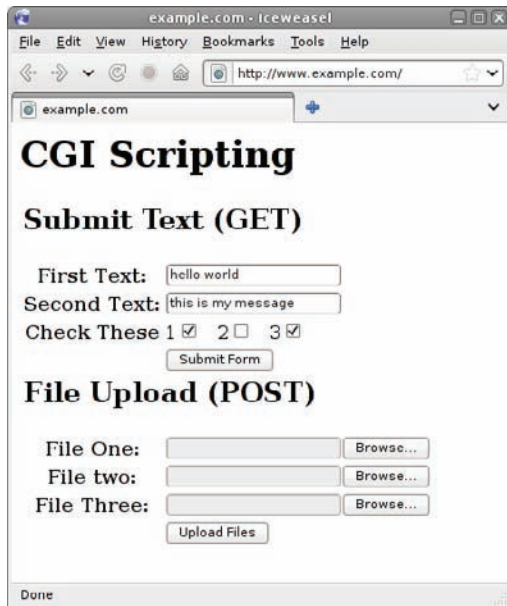 example.com - Iceweasel
File Edit View History Bookmarks Tools Help
http://www.example.com/
example.com
CGI Scripting
Submit Text (GET)
First Text: hello world
Second Text: this is my message
Check These 1 2 3
Submit Form
File Upload (POST)
File One: Browse...
File two: Browse...
File Three: Browse...
Upload Files
Done